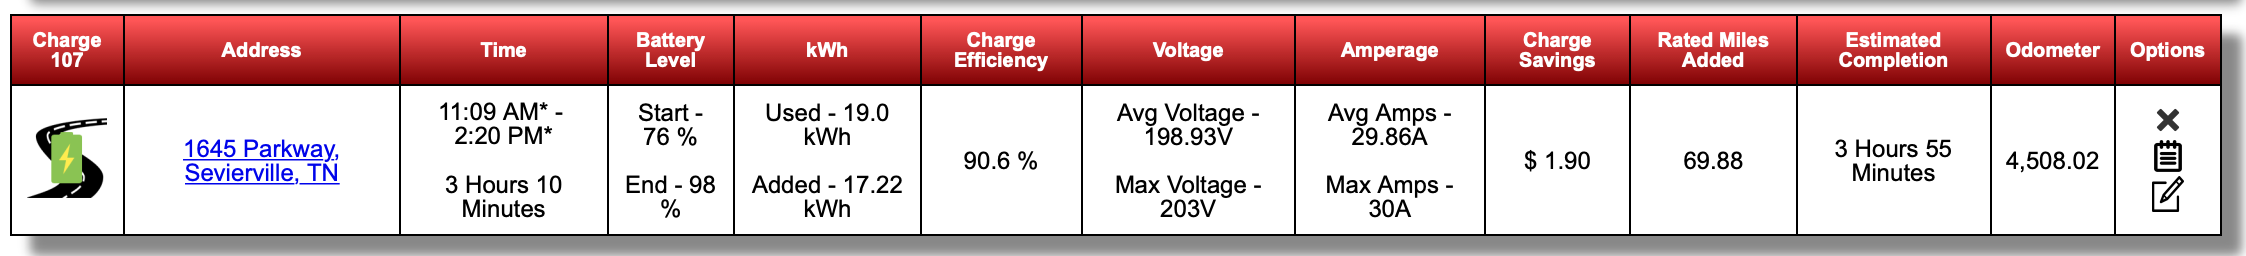 Charge
107
Address
Time
Battery
Level
kWh
Charge
Efficiency
Voltage
Amperage
Charge
Savings
Rated Miles
Added
Estimated
Completion
Odometer
Options
1645 Parkway,
Sevierville, TN
11:09 AM* -
2:20 PM*
3 Hours 10
Minutes
Start -
76 %
End - 98
%
Used - 19.0
kWh
Added - 17.22
kWh
90.6 %
Avg Voltage -
198.93V
Max Voltage -
203V
Avg Amps -
29.86A
Max Amps -
30A
$ 1.90
69.88
3 Hours 55
Minutes
4,508.02